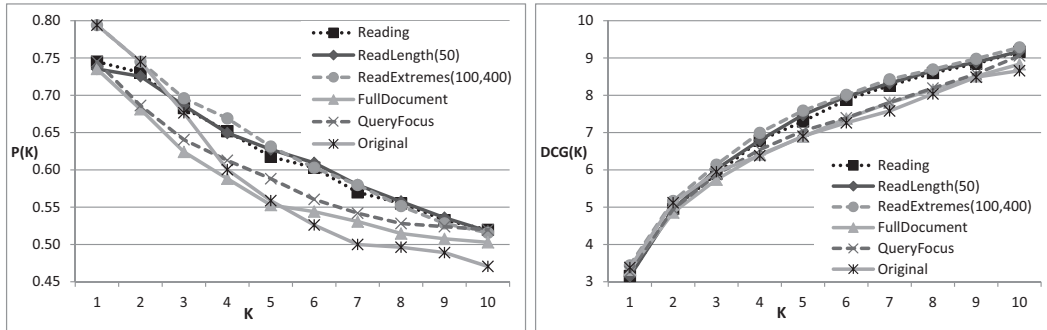 0.80
0.75
0.70
0.65
P(K)
0.60
0.55
0.50
0.45
1 2 3 4 5 6 7 8 9 10
K
Reading
ReadLength(50)
ReadExtremes(100,400)
FullDocument
QueryFocus
Original
10
9
8
7
DCG(K)
6
5
4
3
1 2 3 4 5 6 7 8 9 10
K
Reading
ReadLength(50)
ReadExtremes(100,400)
FullDocument
QueryFocus
Original